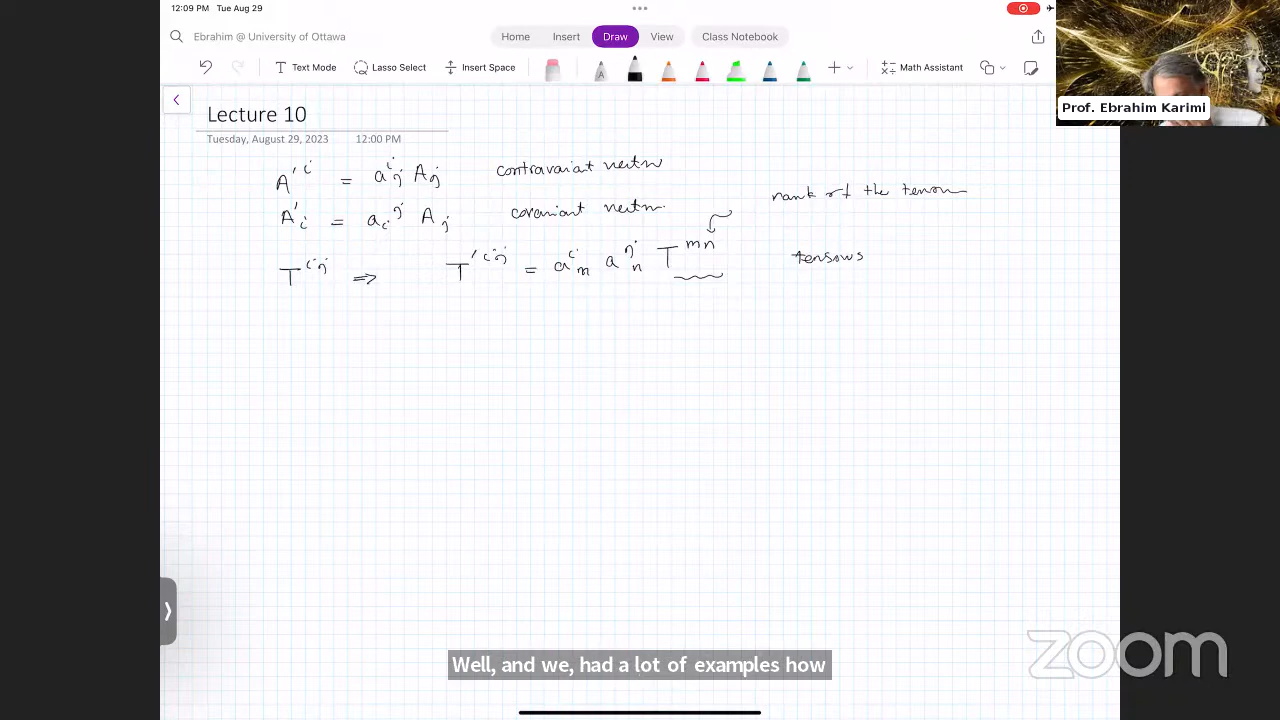 12:09 PM Tue Aug 29
Ebrahim @ University of Ottawa
Home Insert Draw View Class Notebook
Text Mode Lasso Select Insert Space Math Assistant
Prof. Ebrahim Karimi
Lecture 10
Tuesday, August 29, 2023 12:00 PM
A'^i = a^i_j A_j contravariant vector
rank of the tensor
A'_i = a_i^j A_j covariant vector
T^{ij} ⇒ T'^{ij} = a^i_m a^j_n T^{mn} tensors
zoom
Well, and we, had a lot of examples how